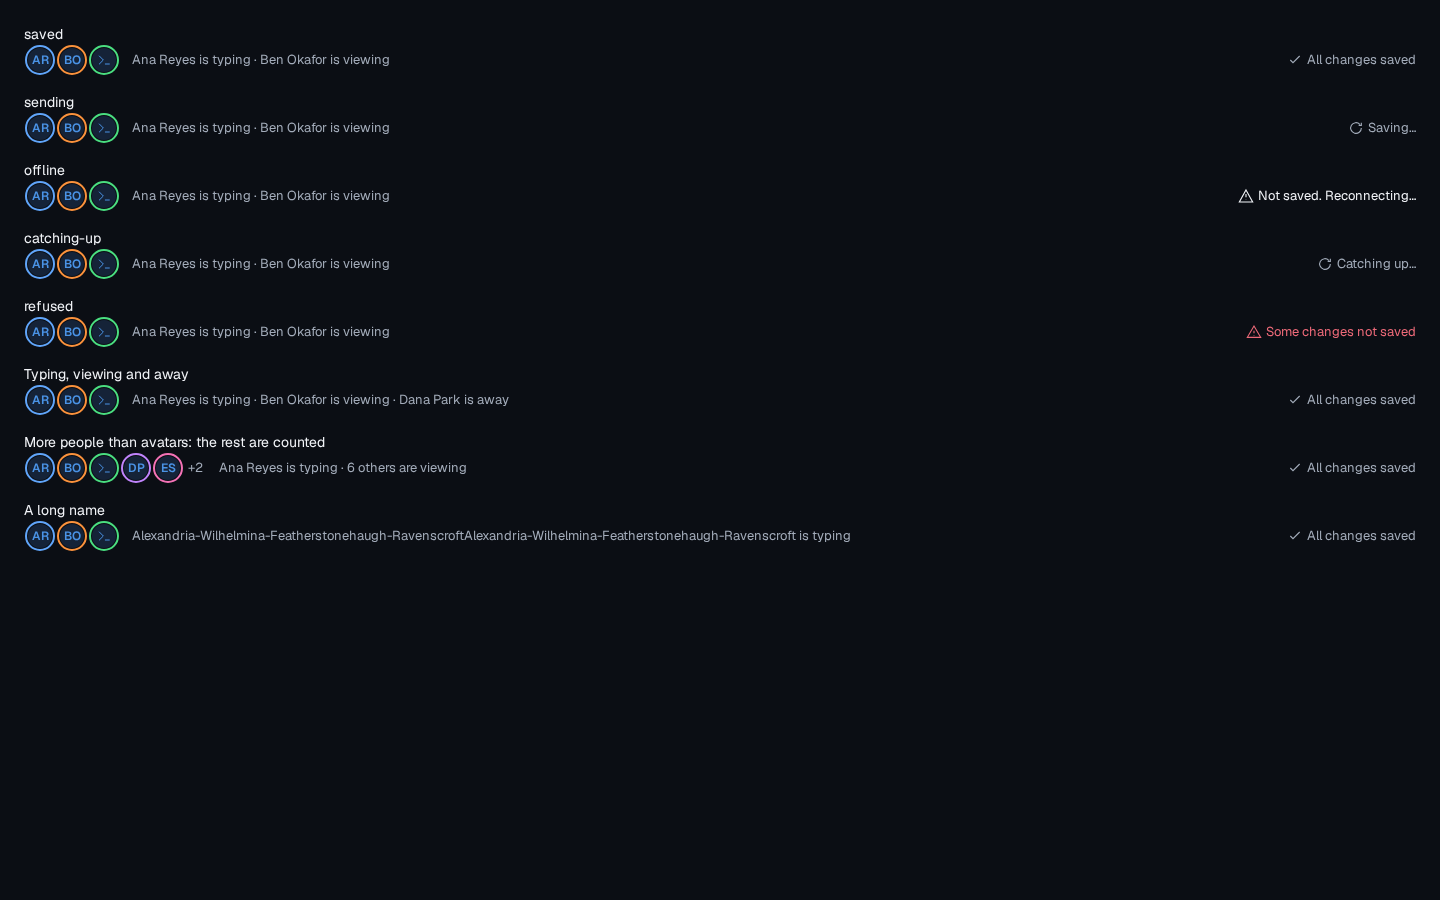 saved
AR BO >_ Ana Reyes is typing · Ben Okafor is viewing All changes saved
sending
AR BO >_ Ana Reyes is typing · Ben Okafor is viewing Saving…
offline
AR BO >_ Ana Reyes is typing · Ben Okafor is viewing Not saved. Reconnecting…
catching-up
AR BO >_ Ana Reyes is typing · Ben Okafor is viewing Catching up…
refused
AR BO >_ Ana Reyes is typing · Ben Okafor is viewing Some changes not saved
Typing, viewing and away
AR BO >_ Ana Reyes is typing · Ben Okafor is viewing · Dana Park is away All changes saved
More people than avatars: the rest are counted
AR BO >_ DP ES +2 Ana Reyes is typing · 6 others are viewing All changes saved
A long name
AR BO >_ Alexandria-Wilhelmina-Featherstonehaugh-RavenscroftAlexandria-Wilhelmina-Featherstonehaugh-Ravenscroft is typing All changes saved